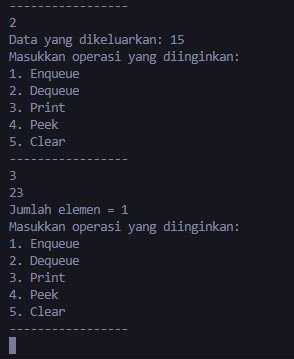 -----------------
2
Data yang dikeluarkan: 15
Masukkan operasi yang diinginkan:
1. Enqueue
2. Dequeue
3. Print
4. Peek
5. Clear
-----------------
3
23
Jumlah elemen = 1
Masukkan operasi yang diinginkan:
1. Enqueue
2. Dequeue
3. Print
4. Peek
5. Clear
-----------------